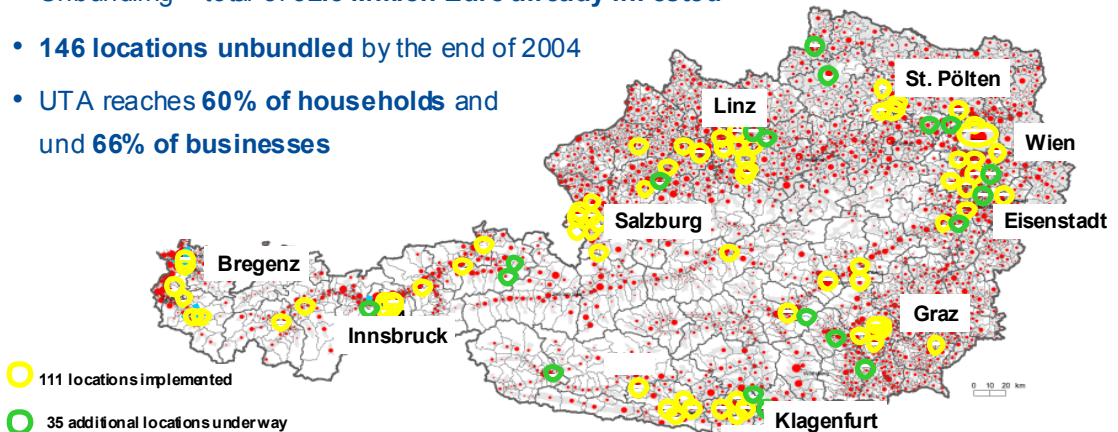 • 146 locations unbundled by the end of 2004
• UTA reaches 60% of households and
und 66% of businesses
St. Pölten
Linz
Wien
Salzburg
Eisenstadt
Bregenz
Graz
Innsbruck
111 locations implemented
0 10 20 km
35 additional locations under way
Klagenfurt